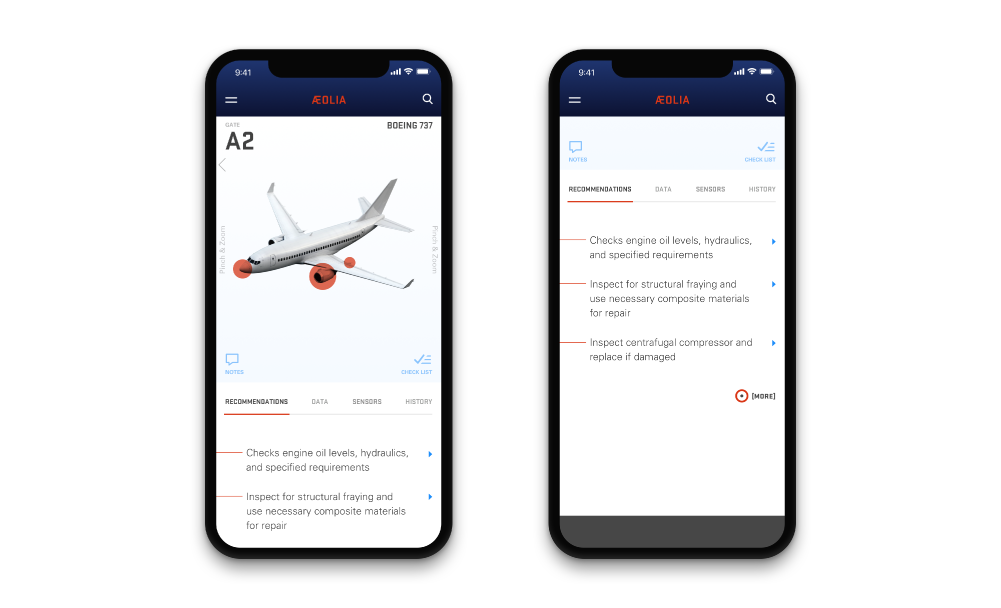 9:41
ÆOLIA
GATE
A2
BOEING 737
Pinch & Zoom
Pinch & Zoom
NOTES
CHECK LIST
RECOMMENDATIONS DATA SENSORS HISTORY
Checks engine oil levels, hydraulics,
and specified requirements
Inspect for structural fraying and
use necessary composite materials
for repair
9:41
ÆOLIA
NOTES
CHECK LIST
RECOMMENDATIONS DATA SENSORS HISTORY
Checks engine oil levels, hydraulics,
and specified requirements
Inspect for structural fraying and
use necessary composite materials
for repair
Inspect centrafugal compressor and
replace if damaged
[MORE]